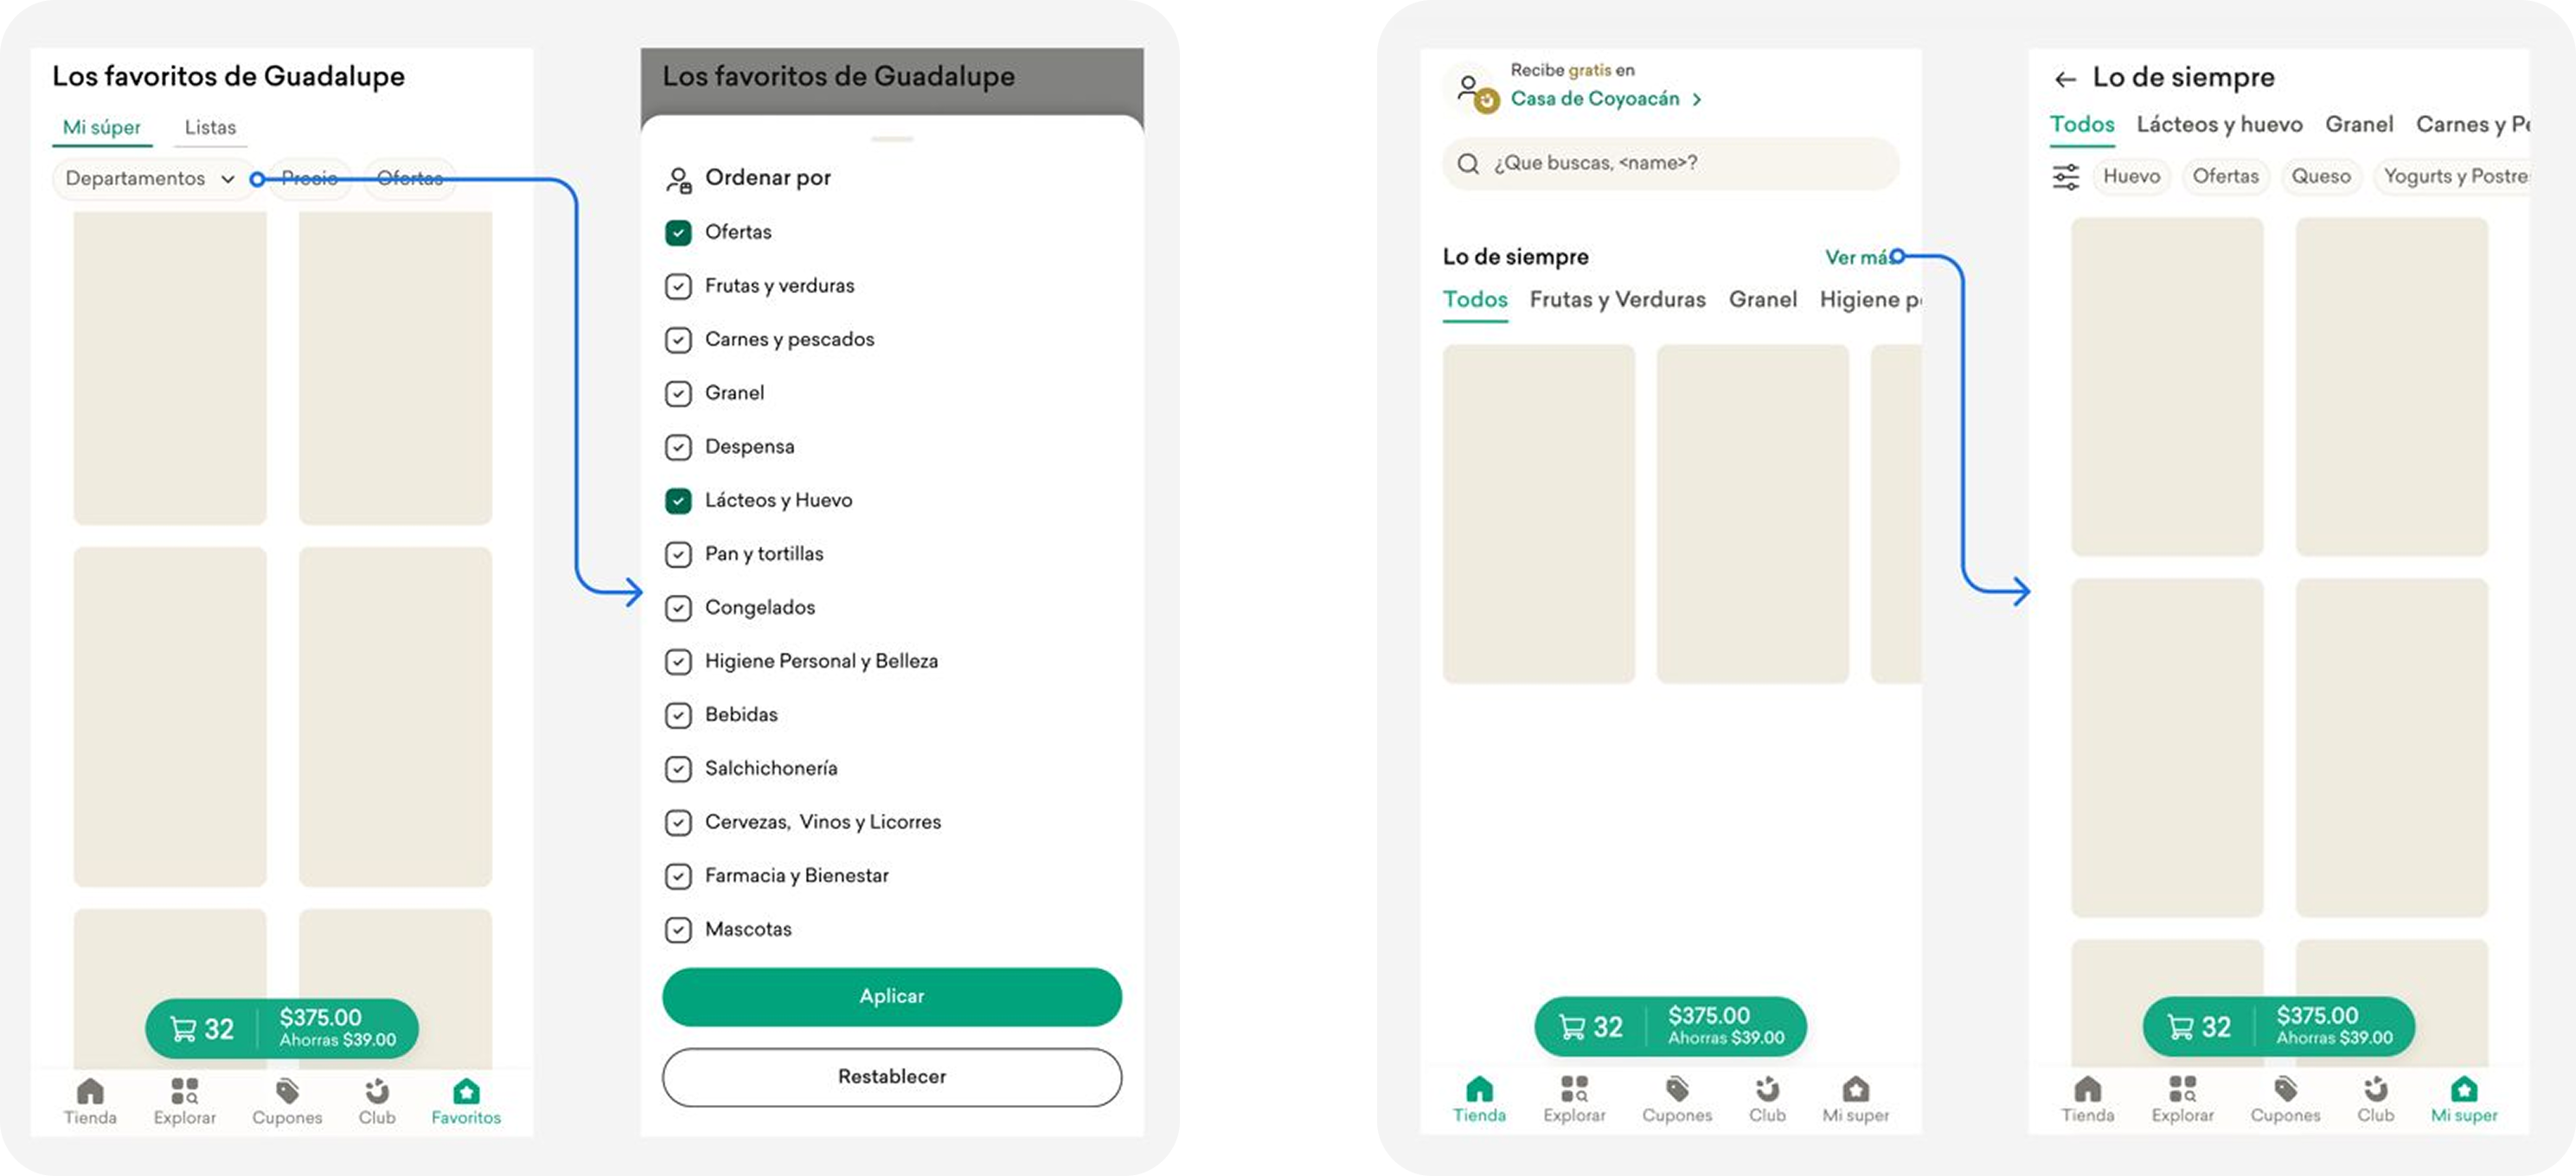 Los favoritos de Guadalupe
Mi súper Listas
Departamentos Precio Ofertas
32 $375.00
Ahorras $39.00
Tienda Explorar Cupones Club Favoritos
Los favoritos de Guadalupe
Ordenar por
Ofertas
Frutas y verduras
Carnes y pescados
Granel
Despensa
Lácteos y Huevo
Pan y tortillas
Congelados
Higiene Personal y Belleza
Bebidas
Salchichonería
Cervezas, Vinos y Licorres
Farmacia y Bienestar
Mascotas
Aplicar
Restablecer
Recibe gratis en
Casa de Coyoacán
¿Que buscas, <name>?
Lo de siempre Ver más
Todos Frutas y Verduras Granel Higiene p
32 $375.00
Ahorras $39.00
Tienda Explorar Cupones Club Mi super
Lo de siempre
Todos Lácteos y huevo Granel Carnes y Pe
Huevo Ofertas Queso Yogurts y Postre
32 $375.00
Ahorras $39.00
Tienda Explorar Cupones Club Mi super